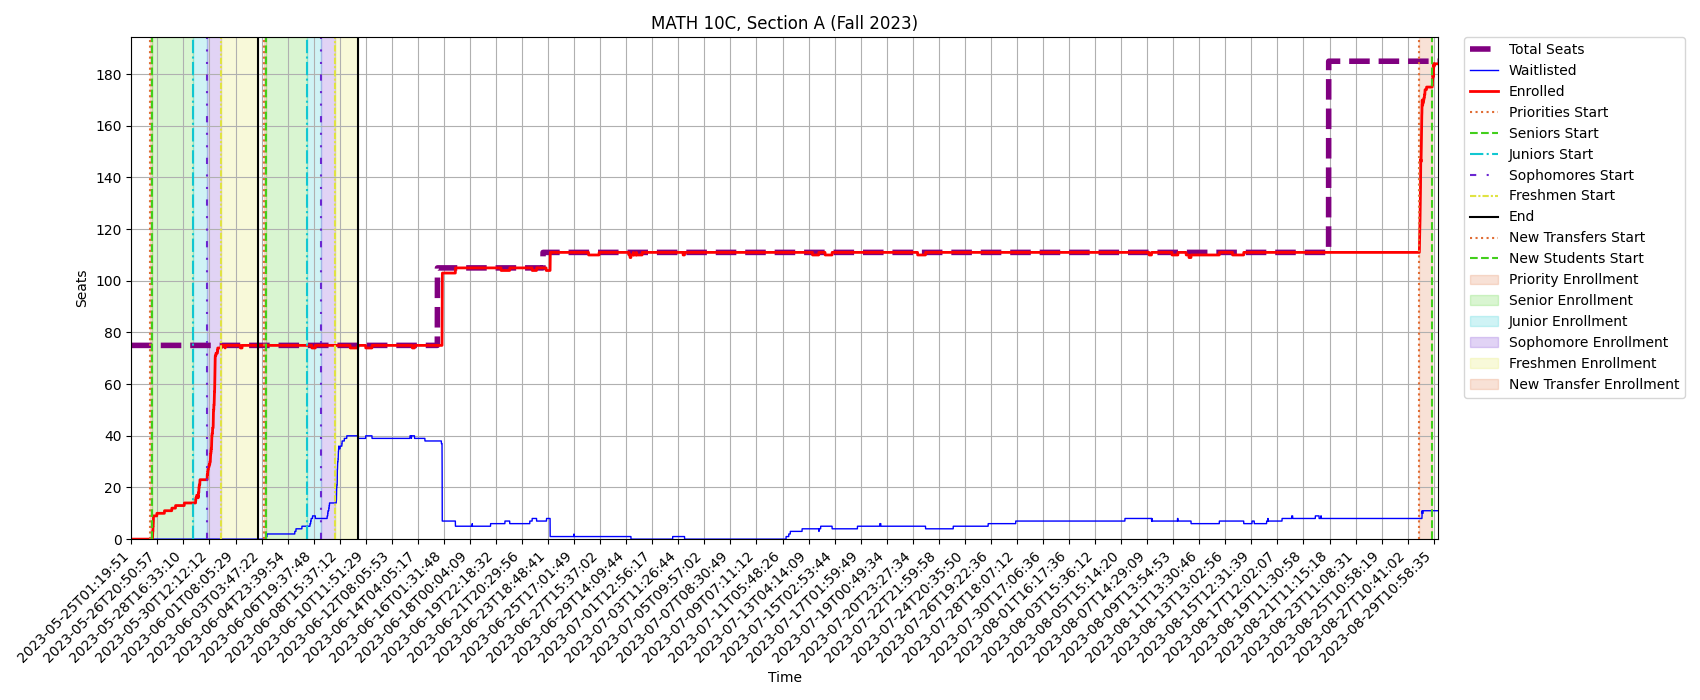 MATH 10C, Section A (Fall 2023)
Seats
180
160
140
120
100
80
60
40
20
0
2023-05-25T01:19:51
2023-05-26T20:50:57
2023-05-28T16:33:10
2023-05-30T12:12:12
2023-06-01T08:05:29
2023-06-03T03:47:22
2023-06-04T23:39:54
2023-06-06T19:37:48
2023-06-08T15:37:12
2023-06-10T11:51:29
2023-06-12T08:05:53
2023-06-14T04:05:17
2023-06-16T01:31:48
2023-06-18T00:04:09
2023-06-19T22:18:32
2023-06-21T20:29:56
2023-06-23T18:48:41
2023-06-25T17:01:49
2023-06-27T15:37:02
2023-06-29T14:09:44
2023-07-01T12:56:17
2023-07-03T11:26:44
2023-07-05T09:57:02
2023-07-07T08:30:49
2023-07-09T07:11:12
2023-07-11T05:48:26
2023-07-13T04:14:09
2023-07-15T02:53:44
2023-07-17T01:59:49
2023-07-19T00:49:34
2023-07-20T23:27:34
2023-07-22T21:59:58
2023-07-24T20:35:50
2023-07-26T19:22:36
2023-07-28T18:07:12
2023-07-30T17:06:36
2023-08-01T16:17:36
2023-08-03T15:36:12
2023-08-05T15:14:20
2023-08-07T14:29:09
2023-08-09T13:54:53
2023-08-11T13:30:46
2023-08-13T13:02:56
2023-08-15T12:31:39
2023-08-17T12:02:07
2023-08-19T11:30:58
2023-08-21T11:15:18
2023-08-23T11:08:31
2023-08-25T10:58:19
2023-08-27T10:41:02
2023-08-29T10:58:35
Time
Total Seats
Waitlisted
Enrolled
Priorities Start
Seniors Start
Juniors Start
Sophomores Start
Freshmen Start
End
New Transfers Start
New Students Start
Priority Enrollment
Senior Enrollment
Junior Enrollment
Sophomore Enrollment
Freshmen Enrollment
New Transfer Enrollment